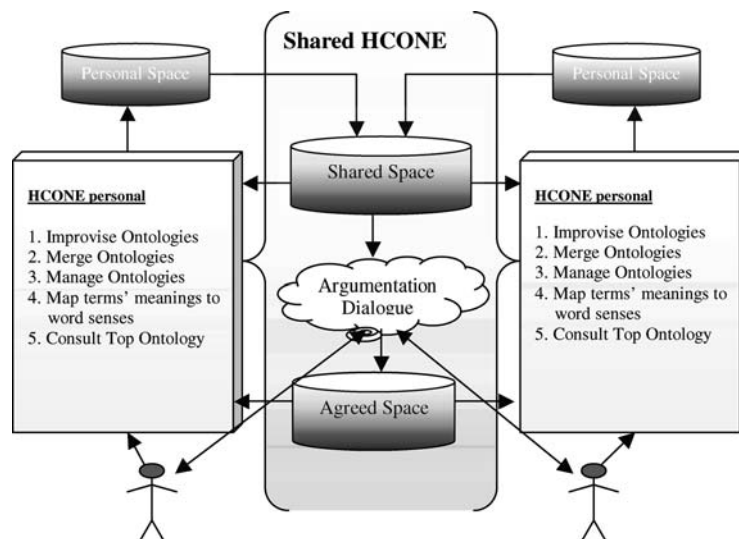 Shared HCONE
Personal Space
Personal Space
Shared Space
HCONE personal
1. Improvise Ontologies
2. Merge Ontologies
3. Manage Ontologies
4. Map terms' meanings to
word senses
5. Consult Top Ontology
Argumentation
Dialogue
Agreed Space
HCONE personal
1. Improvise Ontologies
2. Merge Ontologies
3. Manage Ontologies
4. Map terms' meanings to
word senses
5. Consult Top Ontology